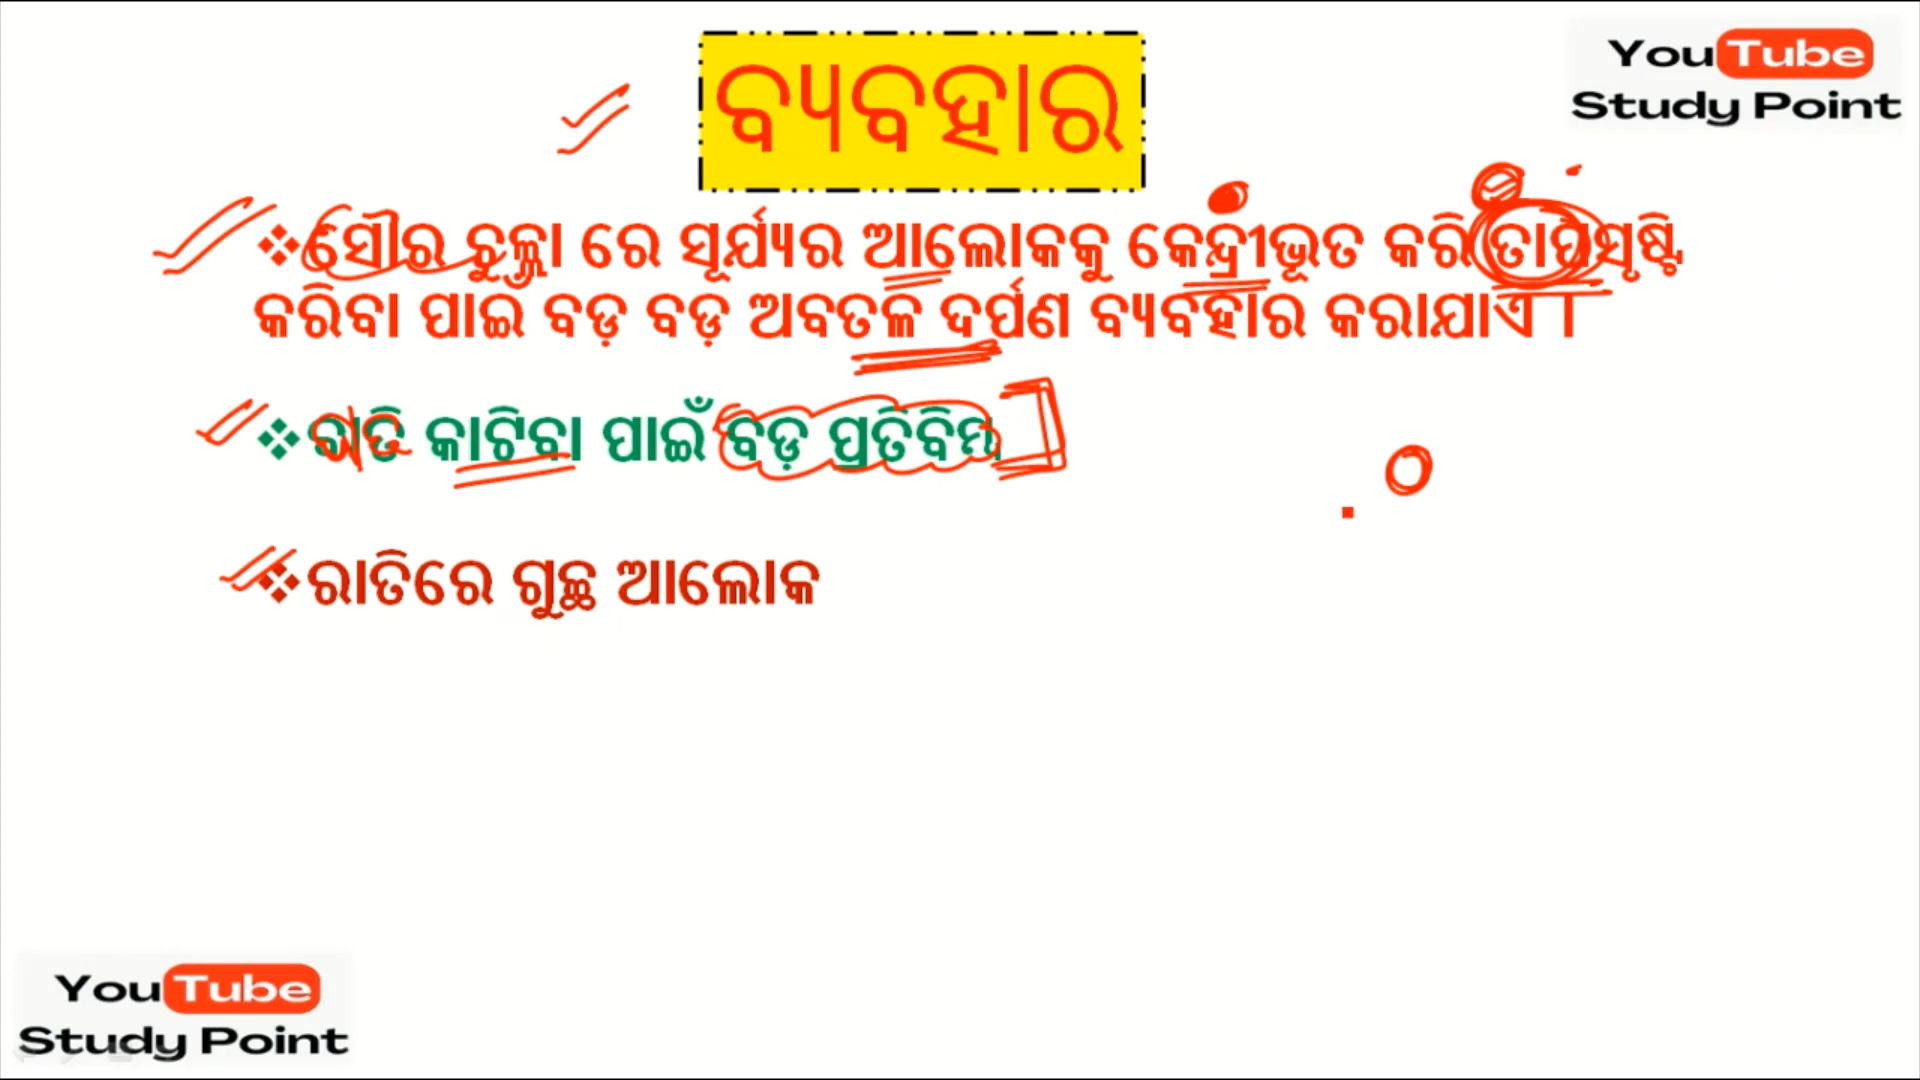 ବ୍ୟବହାର
YouTube
Study Point
❖ସୌର ଚୁଲ୍ଲା ରେ ସୂର୍ଯ୍ୟର ଆଲୋକକୁ କେନ୍ଦ୍ରୀଭୂତ କରି ତାପସୃଷ୍ଟି
କରିବା ପାଇଁ ବଡ଼ ବଡ଼ ଅବତଳ ଦର୍ପଣ ବ୍ୟବହାର କରାଯାଏ ।
❖ କାଟିବା ପାଇଁ ବଡ଼ ପ୍ରତିବିମ୍ବ
❖ରାତିରେ ଗୁଚ୍ଛ ଆଲୋକ
YouTube
Study Point